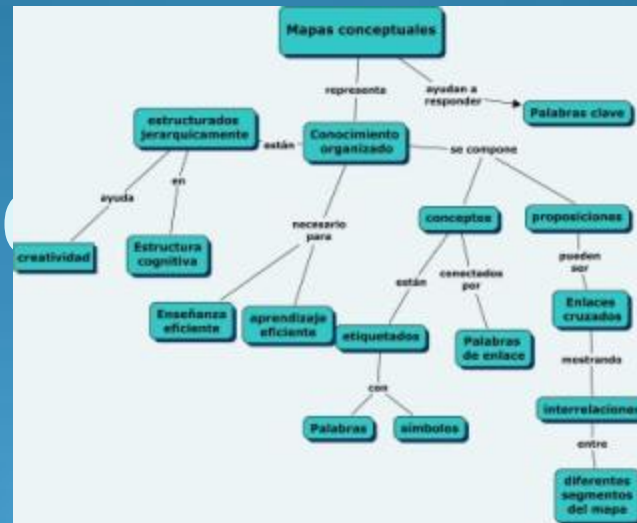 Mapas conceptuales
representa
ayudan a
responder
Palabras clave
estructurados
jerarquicamente
están
Conocimiento
organizado
se compone
ayuda
en
creatividad
Estructura
cognitiva
necesario
para
Enseñanza
eficiente
aprendizaje
eficiente
conceptos
proposiciones
están
conectados
por
etiquetados
Palabras
de enlace
con
Palabras
símbolos
pueden
ser
Enlaces
cruzados
mostrando
interrelaciones
entre
diferentes
segmentos
del mapa